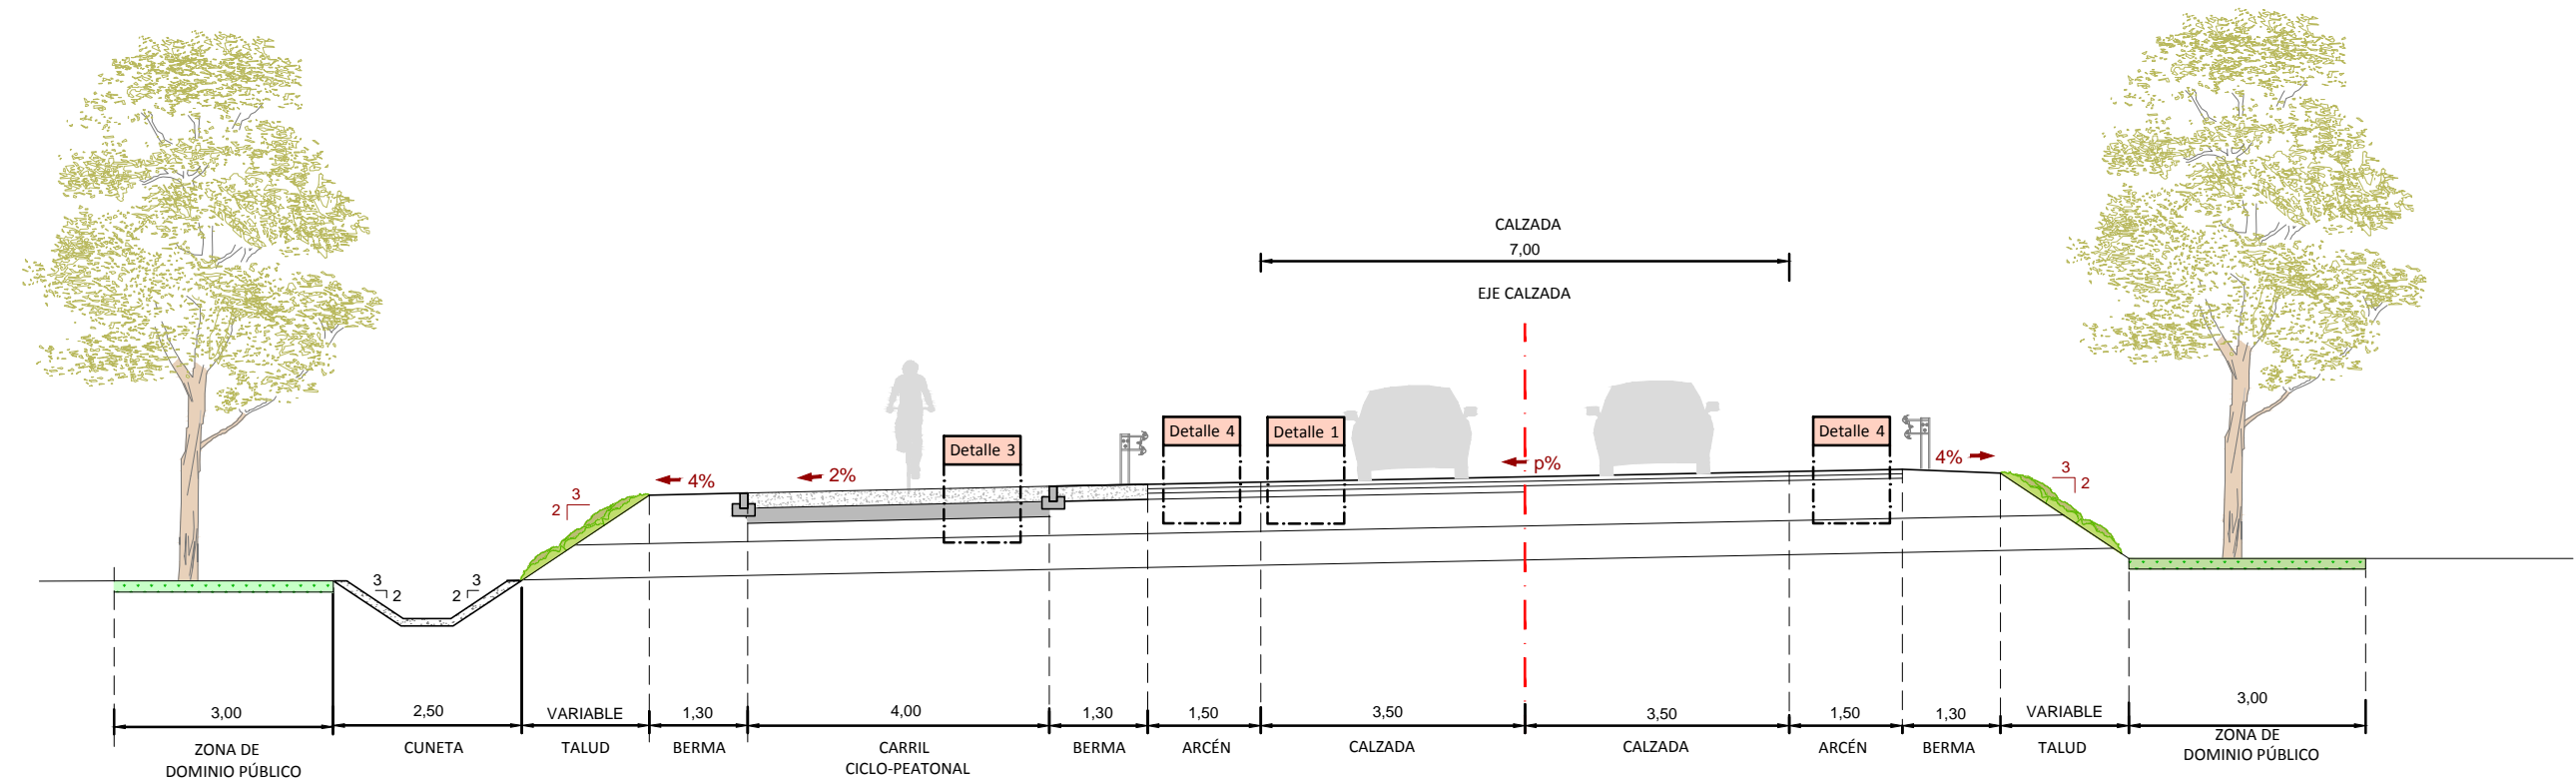 CALZADA
7,00
EJE CALZADA
Detalle 4
Detalle 1
Detalle 4
Detalle 3
4%
2%
p%
4%
3
2
3
2
3
2
3
2
3,00
2,50
VARIABLE
1,30
4,00
1,30
1,50
3,50
3,50
1,50
1,30
VARIABLE
3,00
ZONA DE
DOMINIO PÚBLICO
CUNETA
TALUD
BERMA
CARRIL
CICLO-PEATONAL
BERMA
ARCÉN
CALZADA
CALZADA
ARCÉN
BERMA
TALUD
ZONA DE
DOMINIO PÚBLICO